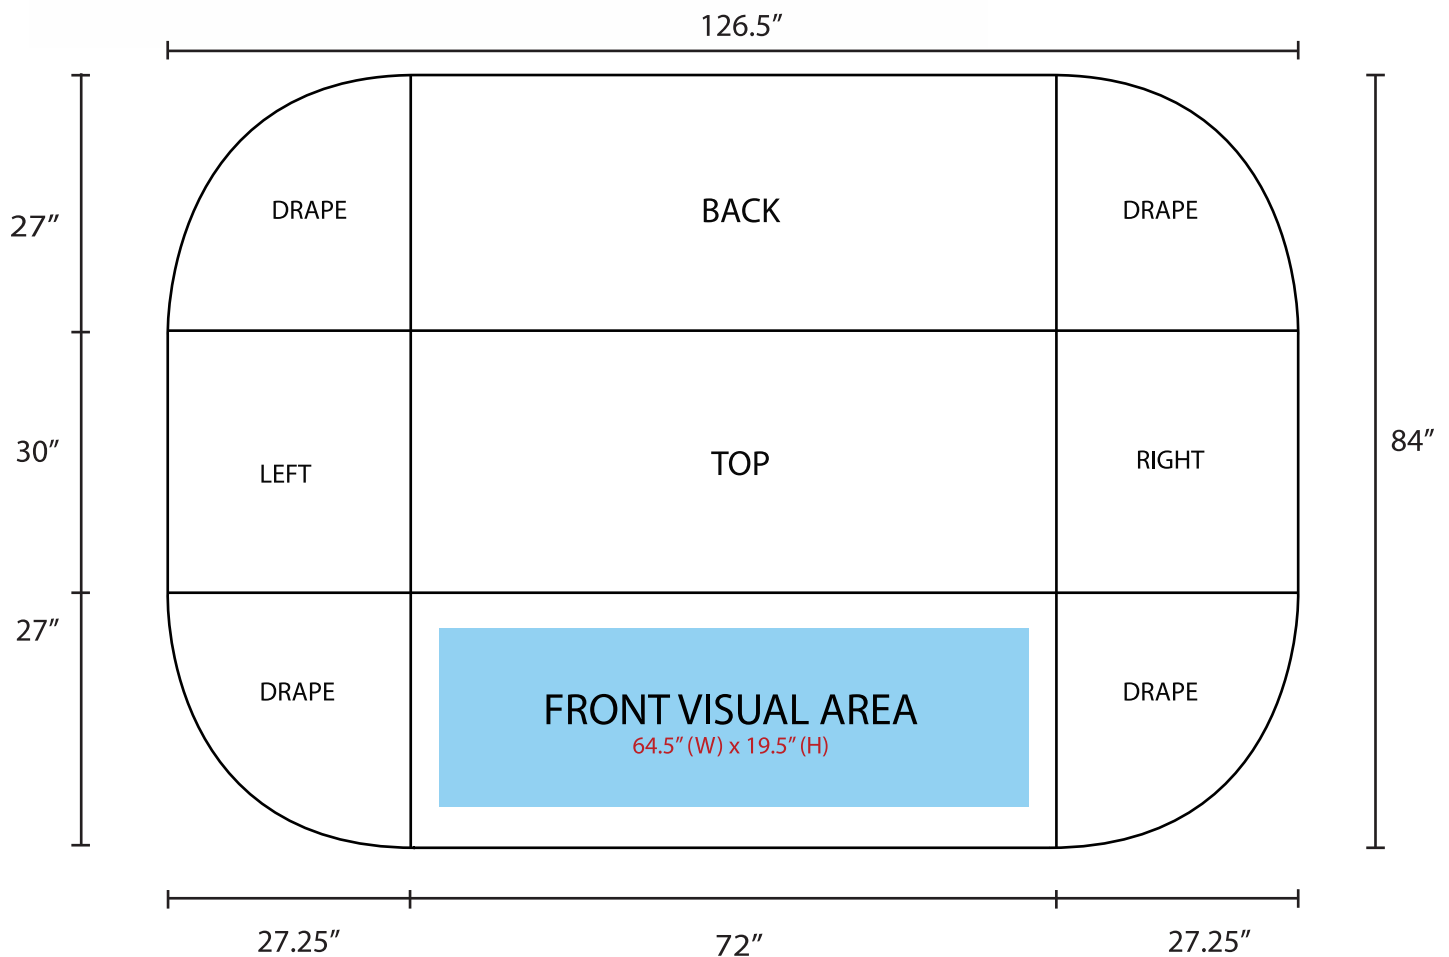 126.5”
27”
DRAPE
BACK
DRAPE
30”
LEFT
TOP
RIGHT
84”
27”
DRAPE
FRONT VISUAL AREA
64.5” (W) x 19.5” (H)
DRAPE
27.25”
72”
27.25”